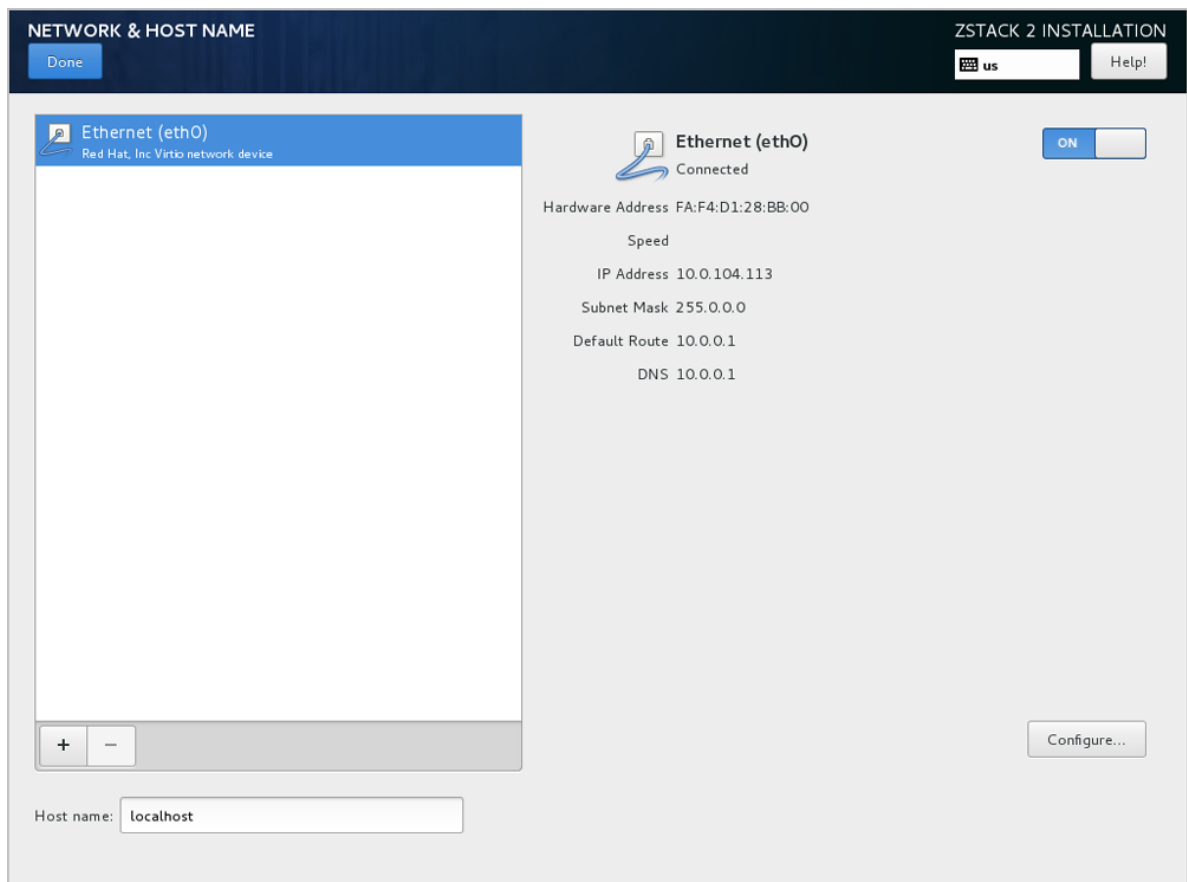 NETWORK & HOST NAME
ZSTACK 2 INSTALLATION
Done
us
Help!
Ethernet (eth0)
Red Hat, Inc Virtio network device
Ethernet (eth0)
Connected
ON
Hardware Address FA:F4:D1:28:BB:00
Speed
IP Address 10.0.104.113
Subnet Mask 255.0.0.0
Default Route 10.0.0.1
DNS 10.0.0.1
+
−
Configure...
Host name: localhost